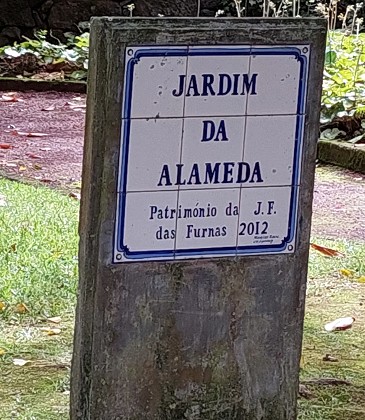 JARDIM
DA
ALAMEDA
Património da J.F.
das Furnas 2012